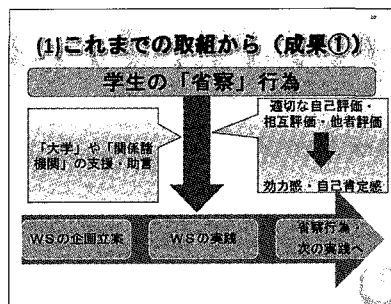 (1)これまでの取組から（成果①）
学生の「省察」行為
「大学」や「関係諸
機関」の支援・助言
適切な自己評価・
相互評価・他者評価
効力感・自己肯定感
WSの企画立案
WSの実践
省察行為・
次の実践へ